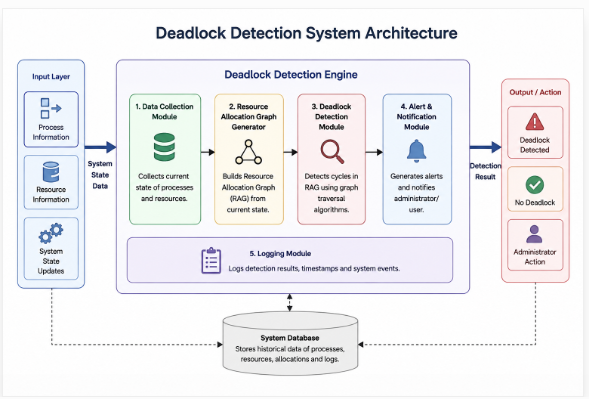 Deadlock Detection System Architecture
Input Layer
Process
Information
Resource
Information
System
State
Updates
System
State
Data
Deadlock Detection Engine
1. Data Collection
Module
Collects current
state of processes
and resources.
2. Resource
Allocation Graph
Generator
Builds Resource
Allocation Graph
(RAG) from
current state.
3. Deadlock
Detection
Module
Detects cycles in
RAG using graph
traversal
algorithms.
4. Alert &
Notification
Module
Generates alerts
and notifies
administrator/
user.
5. Logging Module
Logs detection results, timestamps and system events.
Detection
Result
Output / Action
Deadlock
Detected
No Deadlock
Administrator
Action
System Database
Stores historical data of processes,
resources, allocations and logs.